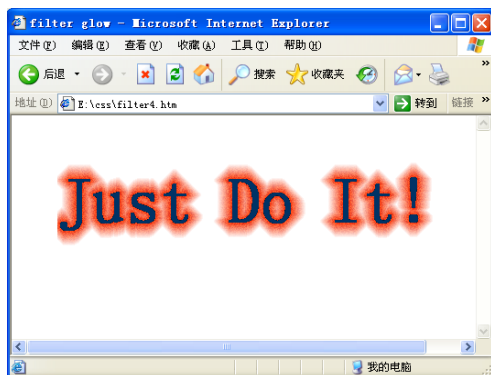 filter glow - Microsoft Internet Explorer
文件(F) 编辑(E) 查看(V) 收藏(A) 工具(T) 帮助(H)
后退 搜索 收藏夹 »
地址(D) E:\css\filter4.htm 转到 链接 »
Just Do It!
我的电脑